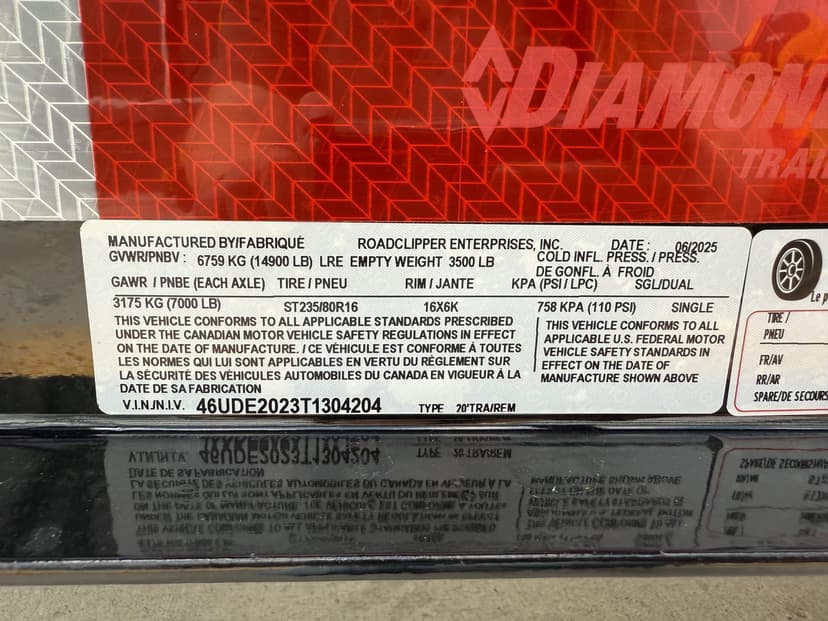 DIAMON
TRAI
MANUFACTURED BY/FABRIQUÉ ROADCLIPPER ENTERPRISES, INC. DATE : 06/2025
GVWR/PNBV : 6759 KG (14900 LB) LRE EMPTY WEIGHT 3500 LB COLD INFL. PRESS./ PRESS.
DE GONFL. À FROID
GAWR / PNBE (EACH AXLE) TIRE / PNEU RIM / JANTE KPA (PSI / LPC) SGL/DUAL
3175 KG (7000 LB) ST235/80R16 16X6K 758 KPA (110 PSI) SINGLE
THIS VEHICLE CONFORMS TO ALL APPLICABLE STANDARDS PRESCRIBED
UNDER THE CANADIAN MOTOR VEHICLE SAFETY REGULATIONS IN EFFECT
ON THE DATE OF MANUFACTURE. / CE VÉHICULE EST CONFORME À TOUTES
LES NORMES QUI LUI SONT APPLICABLES EN VERTU DU RÈGLEMENT SUR
LA SÉCURITÉ DES VÉHICULES AUTOMOBILES DU CANADA EN VIGUEUR À LA
DATE DE SA FABRICATION
THIS VEHICLE CONFORMS TO ALL
APPLICABLE U.S. FEDERAL MOTOR
VEHICLE SAFETY STANDARDS IN
EFFECT ON THE DATE OF
MANUFACTURE SHOWN ABOVE
V.I.N./N.I.V. 46UDE2023T1304204 TYPE 20'TRA/REM
Le p
TIRE /
PNEU
FR/AV
RR/AR
SPARE/DE SECOURS